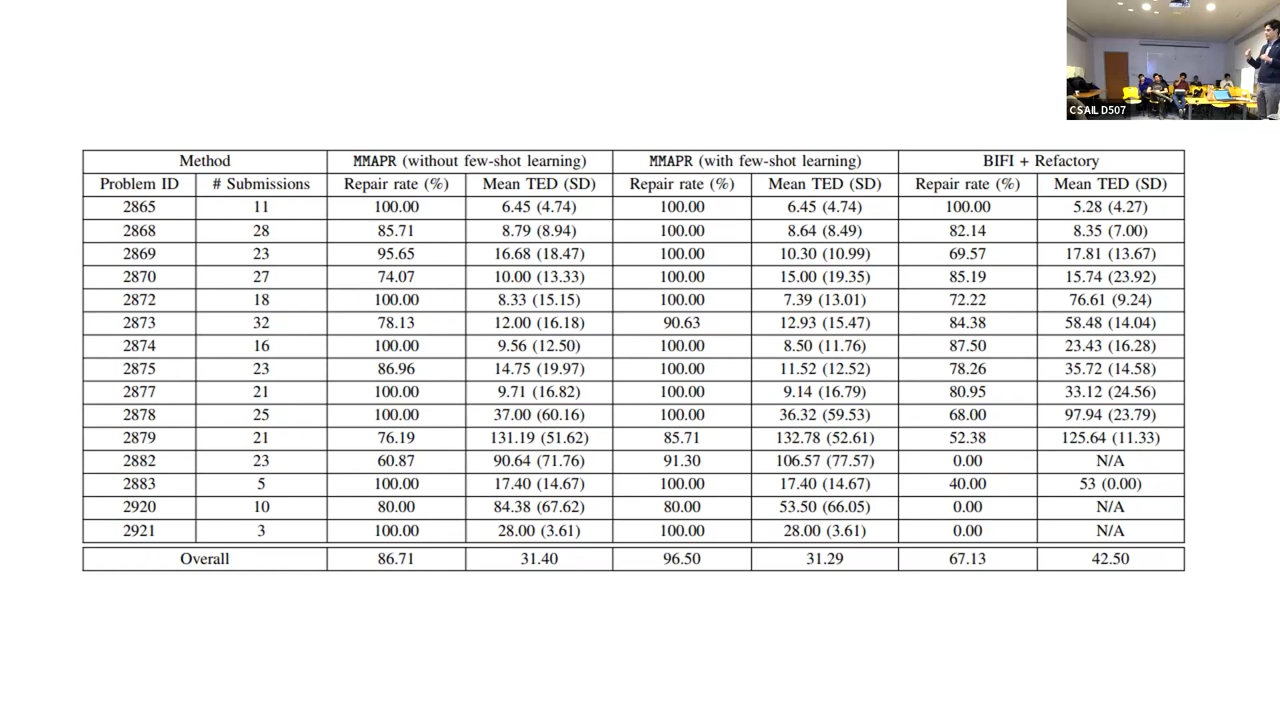 CSAIL D507
Method MMAPR (without few-shot learning) MMAPR (with few-shot learning) BIFI + Refactory
Problem ID # Submissions Repair rate (%) Mean TED (SD) Repair rate (%) Mean TED (SD) Repair rate (%) Mean TED (SD)
2865 11 100.00 6.45 (4.74) 100.00 6.45 (4.74) 100.00 5.28 (4.27)
2868 28 85.71 8.79 (8.94) 100.00 8.64 (8.49) 82.14 8.35 (7.00)
2869 23 95.65 16.68 (18.47) 100.00 10.30 (10.99) 69.57 17.81 (13.67)
2870 27 74.07 10.00 (13.33) 100.00 15.00 (19.35) 85.19 15.74 (23.92)
2872 18 100.00 8.33 (15.15) 100.00 7.39 (13.01) 72.22 76.61 (9.24)
2873 32 78.13 12.00 (16.18) 90.63 12.93 (15.47) 84.38 58.48 (14.04)
2874 16 100.00 9.56 (12.50) 100.00 8.50 (11.76) 87.50 23.43 (16.28)
2875 23 86.96 14.75 (19.97) 100.00 11.52 (12.52) 78.26 35.72 (14.58)
2877 21 100.00 9.71 (16.82) 100.00 9.14 (16.79) 80.95 33.12 (24.56)
2878 25 100.00 37.00 (60.16) 100.00 36.32 (59.53) 68.00 97.94 (23.79)
2879 21 76.19 131.19 (51.62) 85.71 132.78 (52.61) 52.38 125.64 (11.33)
2882 23 60.87 90.64 (71.76) 91.30 106.57 (77.57) 0.00 N/A
2883 5 100.00 17.40 (14.67) 100.00 17.40 (14.67) 40.00 53 (0.00)
2920 10 80.00 84.38 (67.62) 80.00 53.50 (66.05) 0.00 N/A
2921 3 100.00 28.00 (3.61) 100.00 28.00 (3.61) 0.00 N/A
Overall 86.71 31.40 96.50 31.29 67.13 42.50